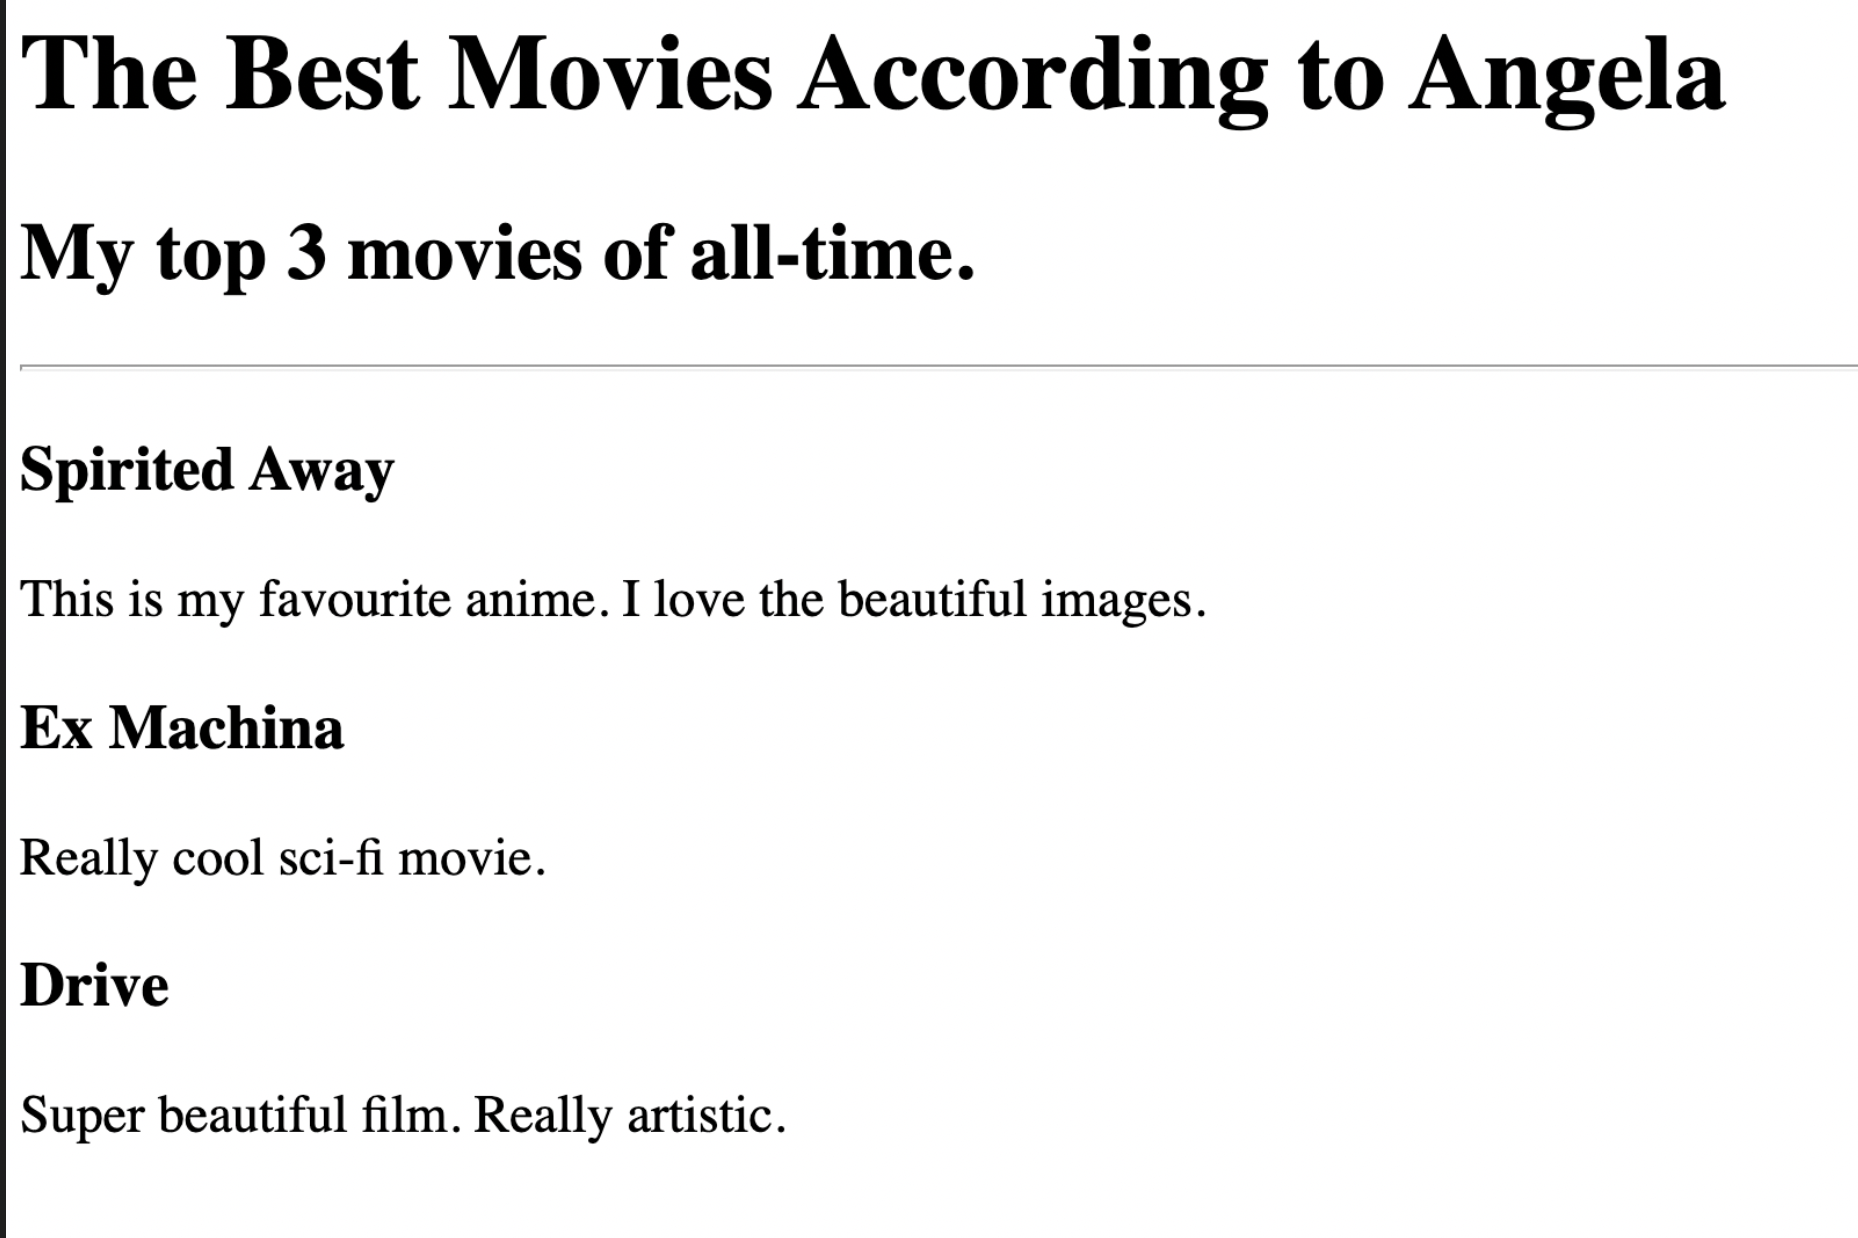 The Best Movies According to Angela
My top 3 movies of all-time.
Spirited Away
This is my favourite anime. I love the beautiful images.
Ex Machina
Really cool sci-fi movie.
Drive
Super beautiful film. Really artistic.